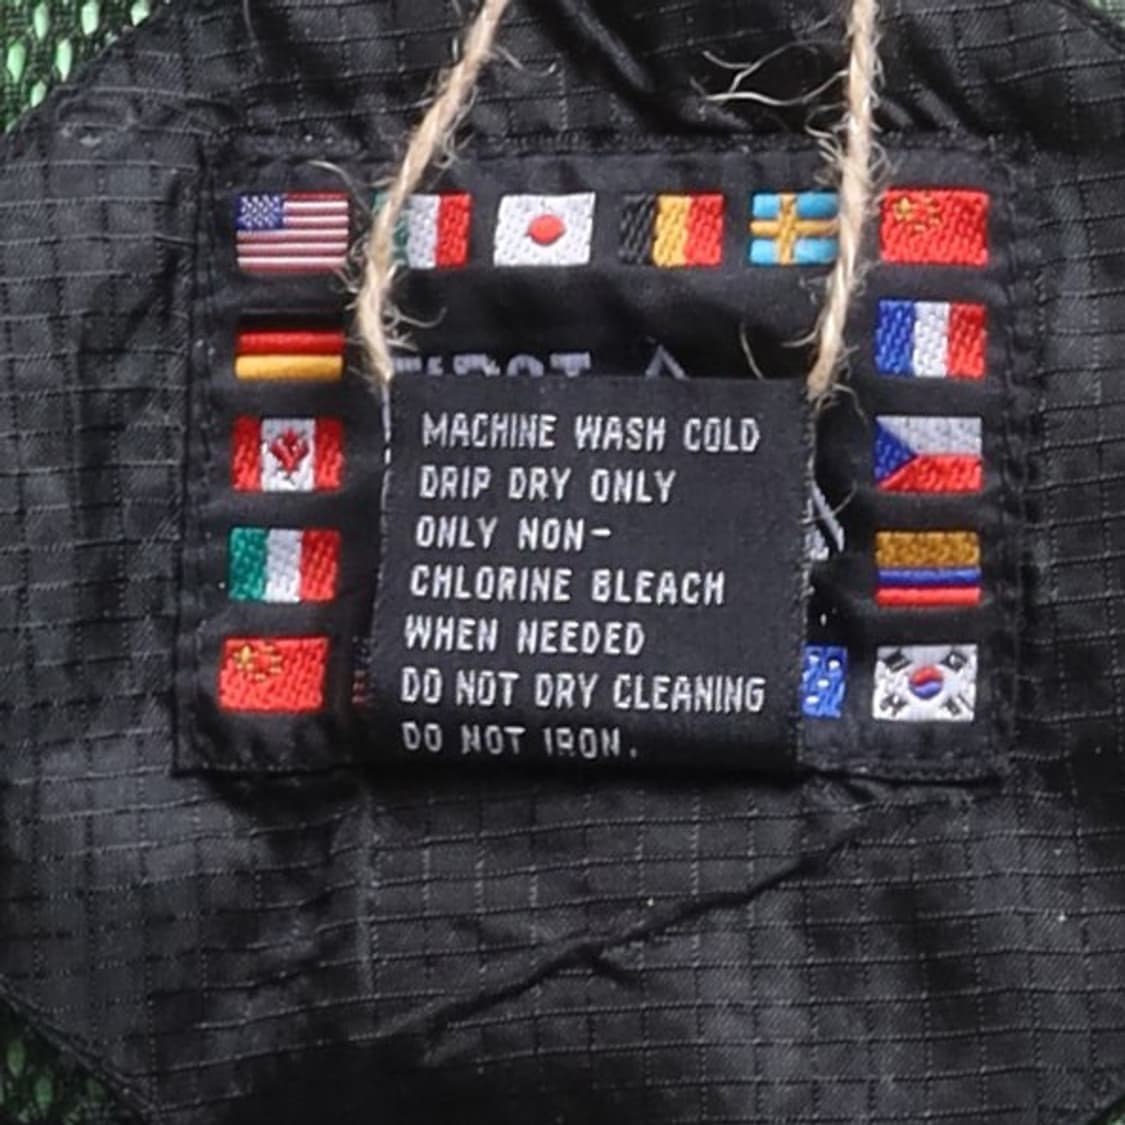 MACHINE WASH COLD
DRIP DRY ONLY
ONLY NON-
CHLORINE BLEACH
WHEN NEEDED
DO NOT DRY CLEANING
DO NOT IRON.